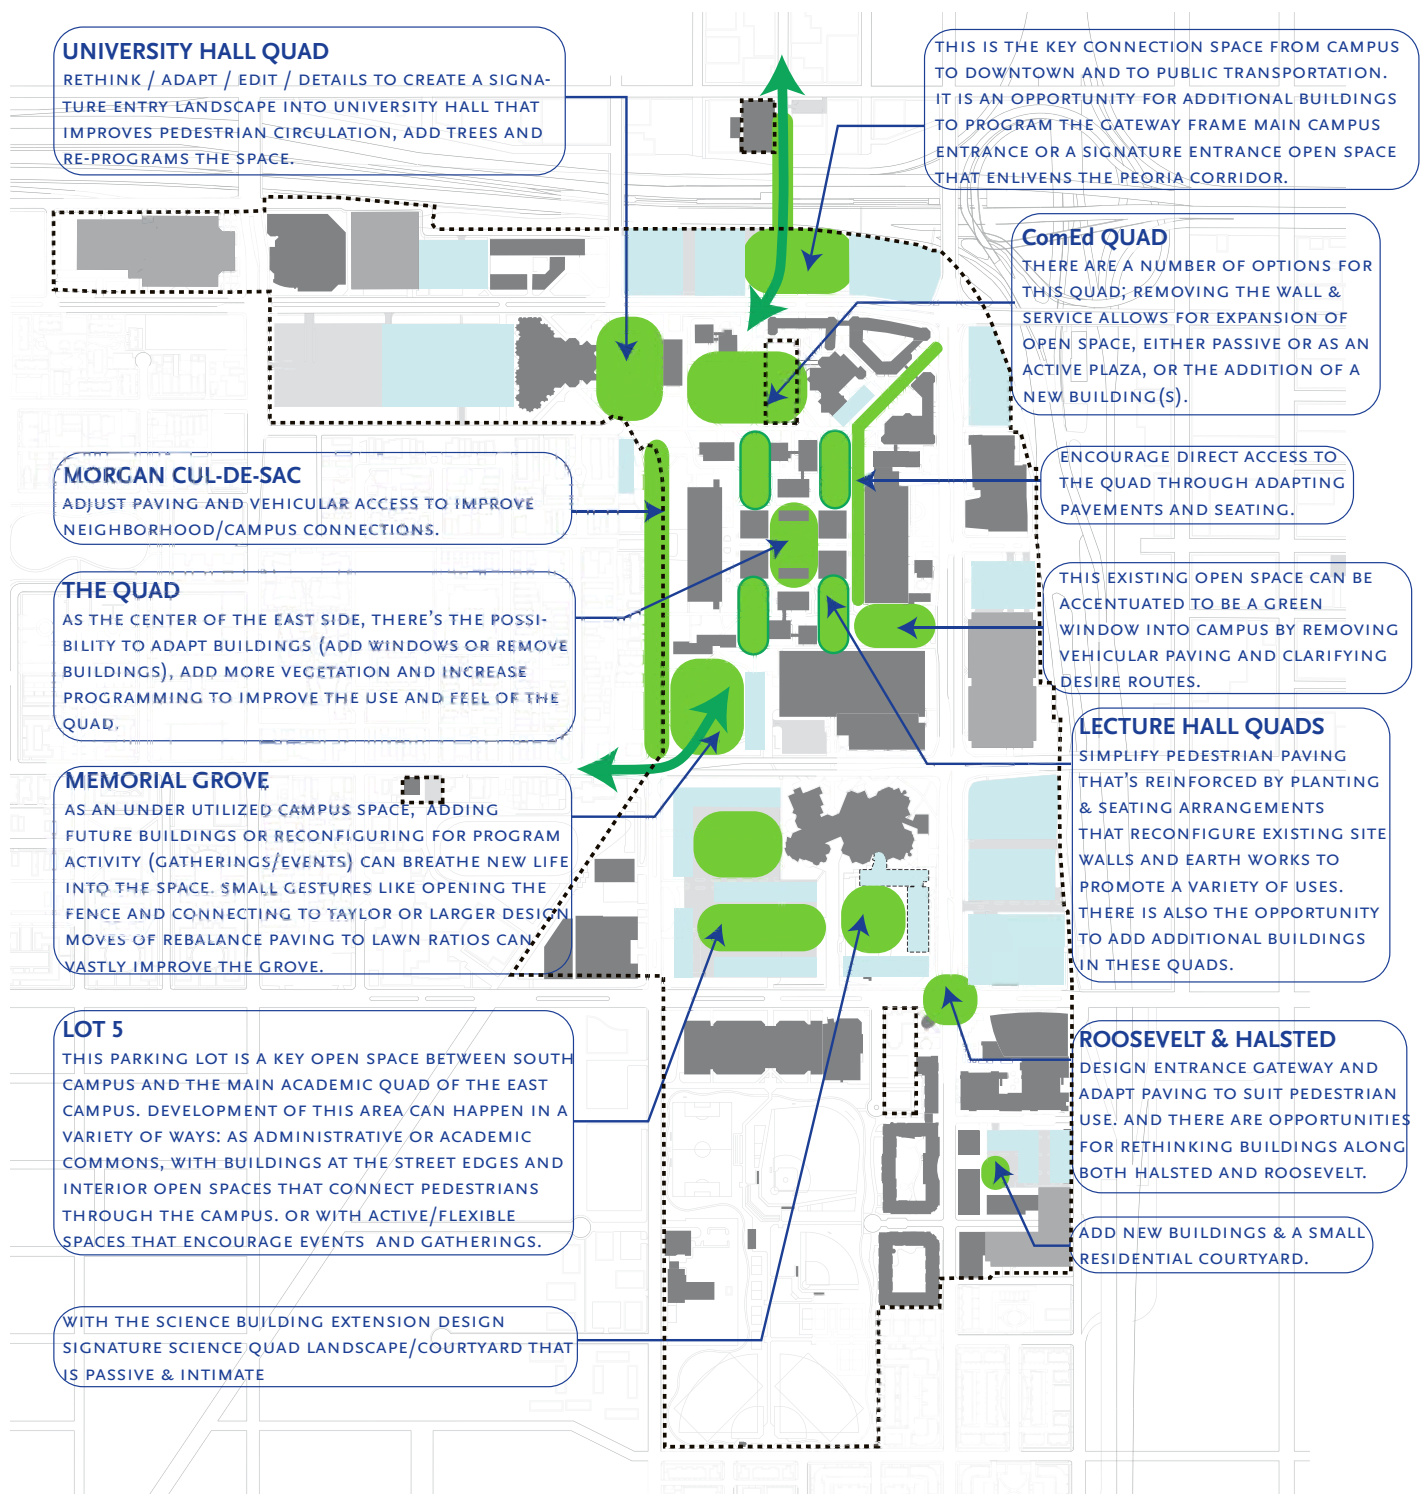 UNIVERSITY HALL QUAD
RETHINK / ADAPT / EDIT / DETAILS TO CREATE A SIGNA-
TURE ENTRY LANDSCAPE INTO UNIVERSITY HALL THAT
IMPROVES PEDESTRIAN CIRCULATION, ADD TREES AND
RE-PROGRAMS THE SPACE.
THIS IS THE KEY CONNECTION SPACE FROM CAMPUS
TO DOWNTOWN AND TO PUBLIC TRANSPORTATION.
IT IS AN OPPORTUNITY FOR ADDITIONAL BUILDINGS
TO PROGRAM THE GATEWAY FRAME MAIN CAMPUS
ENTRANCE OR A SIGNATURE ENTRANCE OPEN SPACE
THAT ENLIVENS THE PEORIA CORRIDOR.
ComEd QUAD
THERE ARE A NUMBER OF OPTIONS FOR
THIS QUAD; REMOVING THE WALL &
SERVICE ALLOWS FOR EXPANSION OF
OPEN SPACE, EITHER PASSIVE OR AS AN
ACTIVE PLAZA, OR THE ADDITION OF A
NEW BUILDING(S).
MORGAN CUL-DE-SAC
ADJUST PAVING AND VEHICULAR ACCESS TO IMPROVE
NEIGHBORHOOD/CAMPUS CONNECTIONS.
ENCOURAGE DIRECT ACCESS TO
THE QUAD THROUGH ADAPTING
PAVEMENTS AND SEATING.
THE QUAD
AS THE CENTER OF THE EAST SIDE, THERE'S THE POSSI-
BILITY TO ADAPT BUILDINGS (ADD WINDOWS OR REMOVE
BUILDINGS), ADD MORE VEGETATION AND INCREASE
PROGRAMMING TO IMPROVE THE USE AND FEEL OF THE
QUAD.
THIS EXISTING OPEN SPACE CAN BE
ACCENTUATED TO BE A GREEN
WINDOW INTO CAMPUS BY REMOVING
VEHICULAR PAVING AND CLARIFYING
DESIRE ROUTES.
LECTURE HALL QUADS
SIMPLIFY PEDESTRIAN PAVING
THAT'S REINFORCED BY PLANTING
& SEATING ARRANGEMENTS
THAT RECONFIGURE EXISTING SITE
WALLS AND EARTH WORKS TO
PROMOTE A VARIETY OF USES.
THERE IS ALSO THE OPPORTUNITY
TO ADD ADDITIONAL BUILDINGS
IN THESE QUADS.
MEMORIAL GROVE
AS AN UNDER UTILIZED CAMPUS SPACE, ADDING
FUTURE BUILDINGS OR RECONFIGURING FOR PROGRAM
ACTIVITY (GATHERINGS/EVENTS) CAN BREATHE NEW LIFE
INTO THE SPACE. SMALL GESTURES LIKE OPENING THE
FENCE AND CONNECTING TO TAYLOR OR LARGER DESIGN
MOVES OF REBALANCE PAVING TO LAWN RATIOS CAN
VASTLY IMPROVE THE GROVE.
LOT 5
THIS PARKING LOT IS A KEY OPEN SPACE BETWEEN SOUTH
CAMPUS AND THE MAIN ACADEMIC QUAD OF THE EAST
CAMPUS. DEVELOPMENT OF THIS AREA CAN HAPPEN IN A
VARIETY OF WAYS: AS ADMINISTRATIVE OR ACADEMIC
COMMONS, WITH BUILDINGS AT THE STREET EDGES AND
INTERIOR OPEN SPACES THAT CONNECT PEDESTRIANS
THROUGH THE CAMPUS. OR WITH ACTIVE/FLEXIBLE
SPACES THAT ENCOURAGE EVENTS AND GATHERINGS.
ROOSEVELT & HALSTED
DESIGN ENTRANCE GATEWAY AND
ADAPT PAVING TO SUIT PEDESTRIAN
USE. AND THERE ARE OPPORTUNITIES
FOR RETHINKING BUILDINGS ALONG
BOTH HALSTED AND ROOSEVELT.
ADD NEW BUILDINGS & A SMALL
RESIDENTIAL COURTYARD.
WITH THE SCIENCE BUILDING EXTENSION DESIGN
SIGNATURE SCIENCE QUAD LANDSCAPE/COURTYARD THAT
IS PASSIVE & INTIMATE